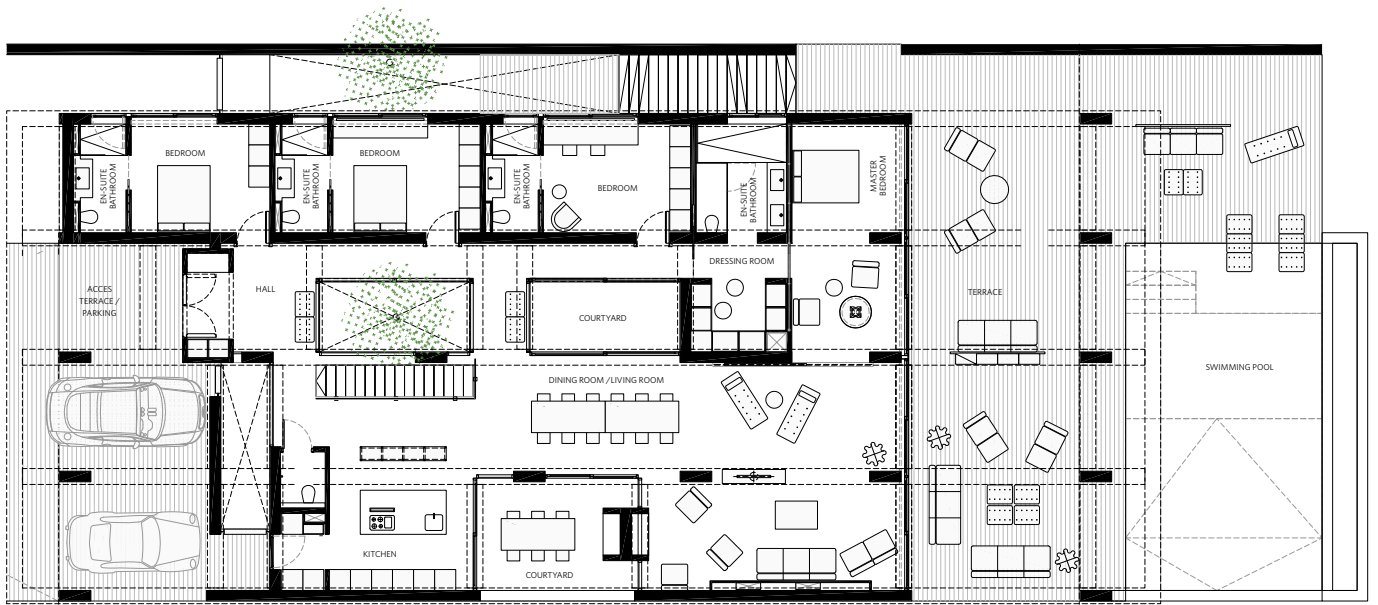 BEDROOM
EN-SUITE
BATHROOM
BEDROOM
EN-SUITE
BATHROOM
BEDROOM
EN-SUITE
BATHROOM
EN-SUITE
BATHROOM
MASTER
BEDROOM
DRESSING ROOM
ACCES
TERRACE /
PARKING
HALL
COURTYARD
TERRACE
SWIMMING POOL
DINING ROOM /LIVING ROOM
KITCHEN
COURTYARD